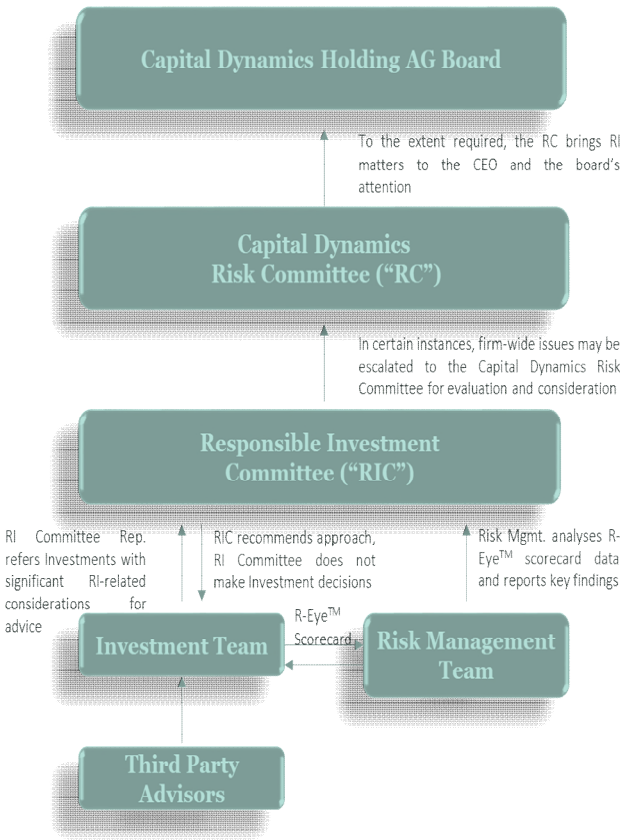 Capital Dynamics Holding AG Board
To the extent required, the RC brings RI
matters to the CEO and the board's
attention
Capital Dynamics
Risk Committee (“RC”)
In certain instances, firm-wide issues may be
escalated to the Capital Dynamics Risk
Committee for evaluation and consideration
Responsible Investment
Committee (“RIC”)
RI Committee Rep.
refers Investments with
significant RI-related
considerations for
advice
RIC recommends approach,
RI Committee does not
make Investment decisions
Risk Mgmt. analyses R-
Eye™ scorecard data
and reports key findings
R-Eye™
Scorecard
Investment Team
Risk Management
Team
Third Party
Advisors